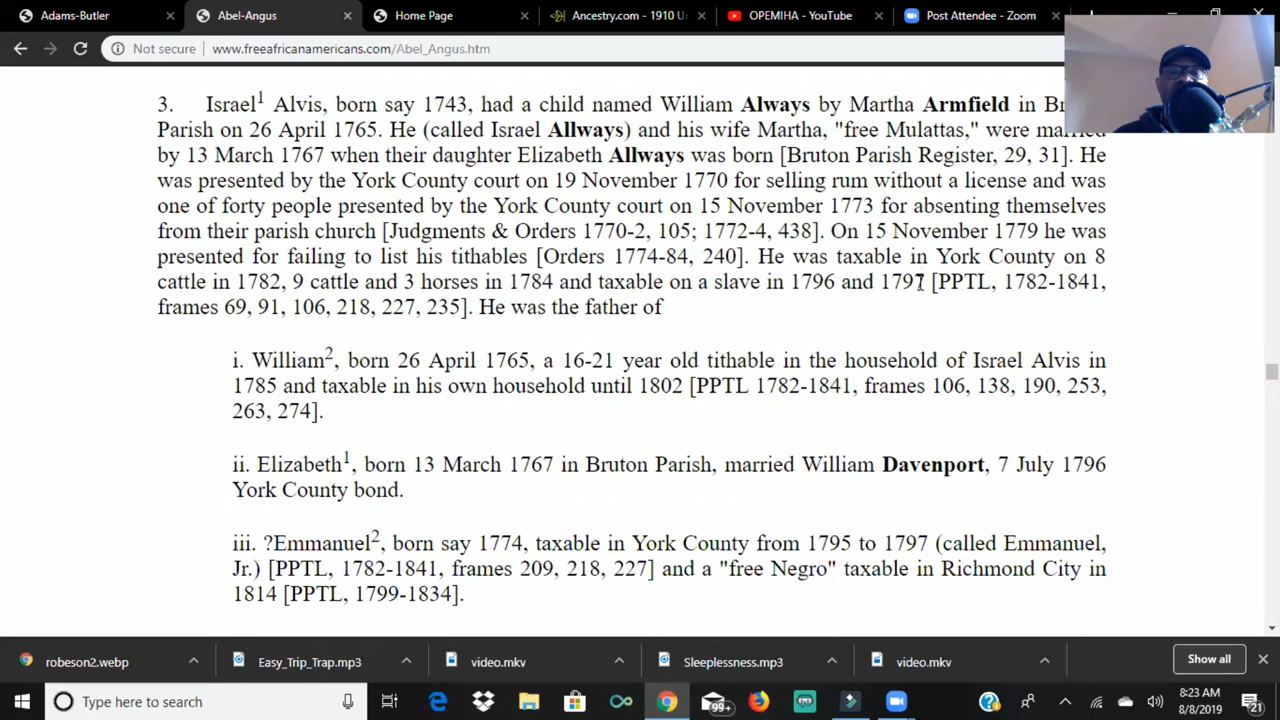 Adams-Butler
Abel-Angus
Home Page
Ancestry.com - 1910 U
OPEMIHA - YouTube
Post Attendee - Zoom
Not secure
www.freeafricanamericans.com/Abel_Angus.htm
3. Israel1 Alvis, born say 1743, had a child named William Always by Martha Armfield in Br
Parish on 26 April 1765. He (called Israel Allways) and his wife Martha, "free Mulattas," were married
by 13 March 1767 when their daughter Elizabeth Allways was born [Bruton Parish Register, 29, 31]. He
was presented by the York County court on 19 November 1770 for selling rum without a license and was
one of forty people presented by the York County court on 15 November 1773 for absenting themselves
from their parish church [Judgments & Orders 1770-2, 105; 1772-4, 438]. On 15 November 1779 he was
presented for failing to list his tithables [Orders 1774-84, 240]. He was taxable in York County on 8
cattle in 1782, 9 cattle and 3 horses in 1784 and taxable on a slave in 1796 and 1797 [PPTL, 1782-1841,
frames 69, 91, 106, 218, 227, 235]. He was the father of
i. William2, born 26 April 1765, a 16-21 year old tithable in the household of Israel Alvis in
1785 and taxable in his own household until 1802 [PPTL 1782-1841, frames 106, 138, 190, 253,
263, 274].
ii. Elizabeth1, born 13 March 1767 in Bruton Parish, married William Davenport, 7 July 1796
York County bond.
iii. ?Emmanuel2, born say 1774, taxable in York County from 1795 to 1797 (called Emmanuel,
Jr.) [PPTL, 1782-1841, frames 209, 218, 227] and a "free Negro" taxable in Richmond City in
1814 [PPTL, 1799-1834].
robeson2.webp
Easy_Trip_Trap.mp3
video.mkv
Sleeplessness.mp3
video.mkv
Show all
Type here to search
99+
8:23 AM
8/8/2019
21